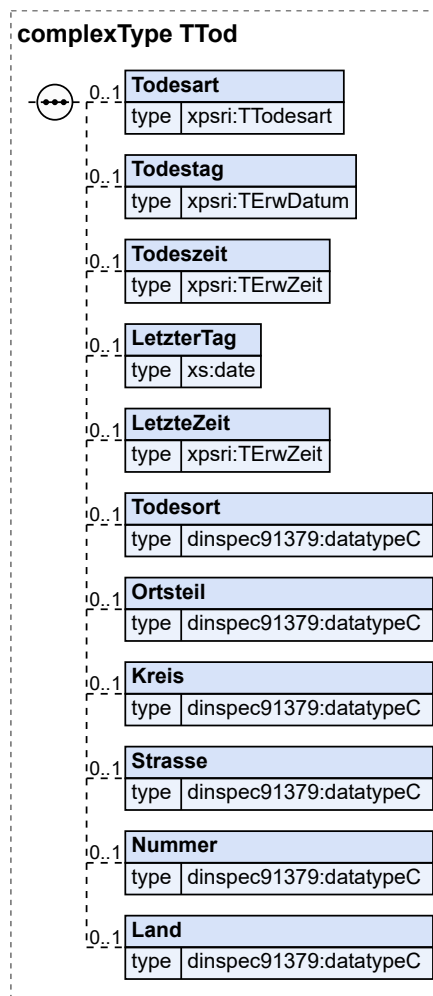 complexType TTod
0..1 Todesart
type xpsri:TTodesart
0..1 Todestag
type xpsri:TErwDatum
0..1 Todeszeit
type xpsri:TErwZeit
0..1 LetzterTag
type xs:date
0..1 LetzteZeit
type xpsri:TErwZeit
0..1 Todesort
type dinspec91379:datatypeC
0..1 Ortsteil
type dinspec91379:datatypeC
0..1 Kreis
type dinspec91379:datatypeC
0..1 Strasse
type dinspec91379:datatypeC
0..1 Nummer
type dinspec91379:datatypeC
0..1 Land
type dinspec91379:datatypeC